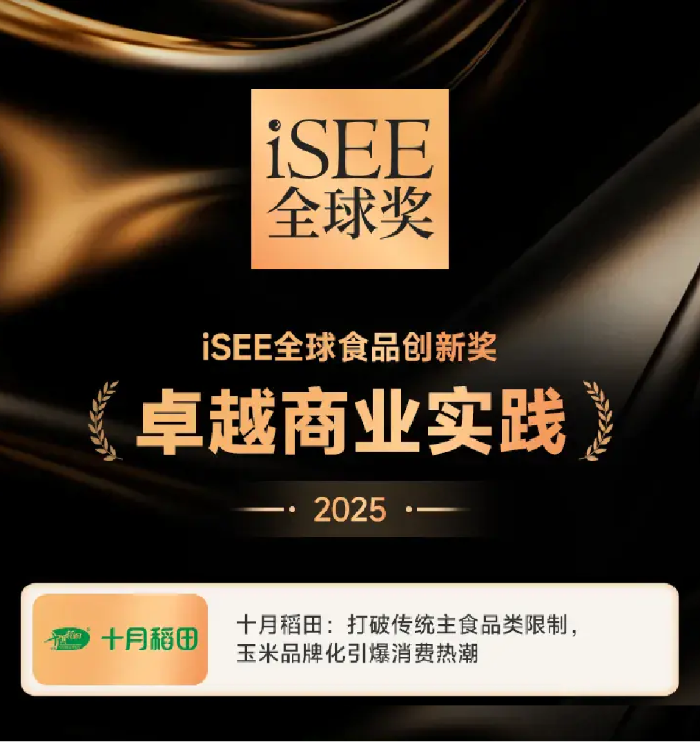 iSEE
全球奖
iSEE全球食品创新奖
卓越商业实践
2025
十月稻田
十月稻田：打破传统主食品类限制，
玉米品牌化引爆消费热潮